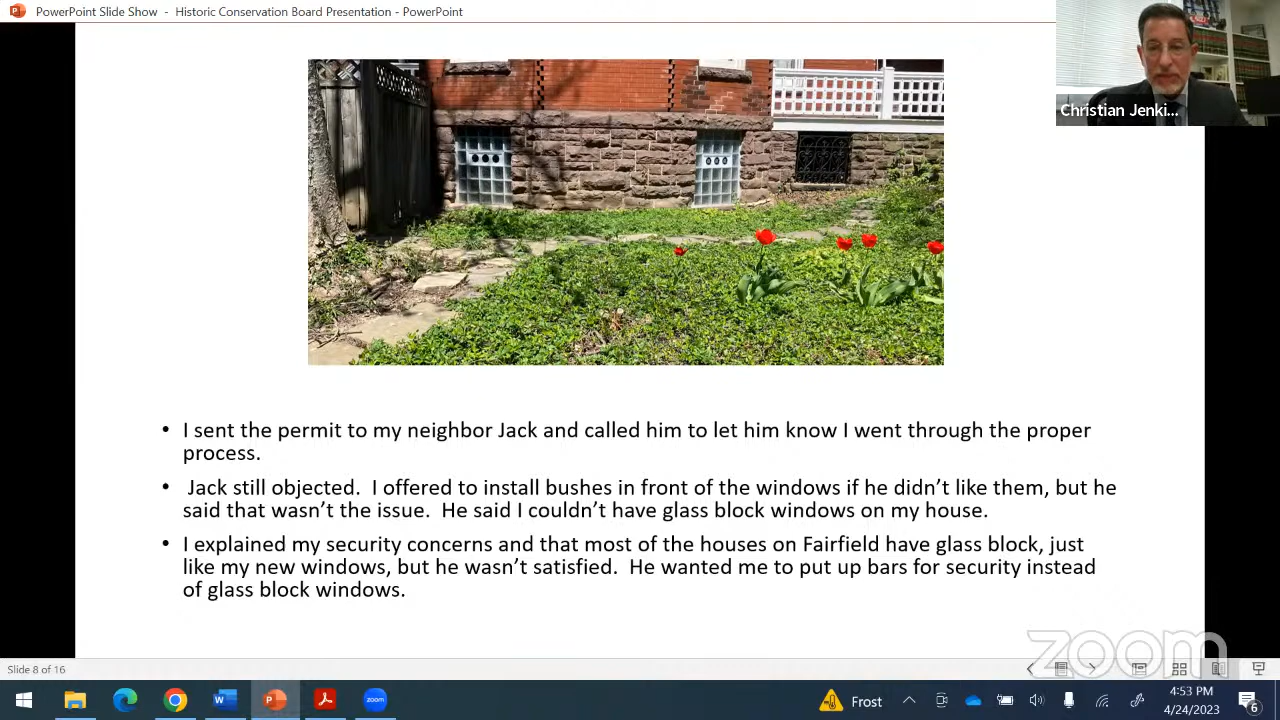 PowerPoint Slide Show - Historic Conservation Board Presentation - PowerPoint
Christian Jenki...
• I sent the permit to my neighbor Jack and called him to let him know I went through the proper
process.
• Jack still objected. I offered to install bushes in front of the windows if he didn't like them, but he
said that wasn't the issue. He said I couldn't have glass block windows on my house.
• I explained my security concerns and that most of the houses on Fairfield have glass block, just
like my new windows, but he wasn't satisfied. He wanted me to put up bars for security instead
of glass block windows.
zoom
Slide 8 of 16
W
P
zoom
Frost
4:53 PM
4/24/2023
6